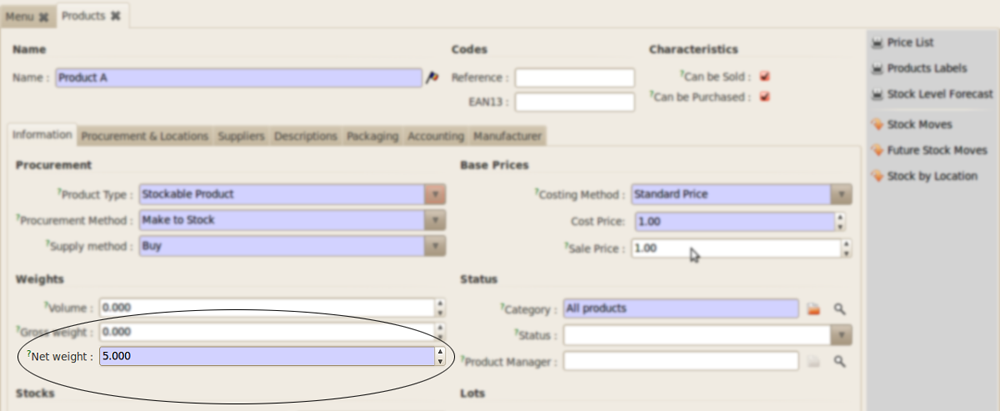 Menu Products
Name Codes Characteristics
Name : Product A Reference : ?Can be Sold :
EAN13 : ?Can be Purchased :
Information Procurement & Locations Suppliers Descriptions Packaging Accounting Manufacturer
Procurement Base Prices
?Product Type : Stockable Product ?Costing Method : Standard Price
?Procurement Method : Make to Stock Cost Price: 1.00
?Supply method : Buy ?Sale Price : 1.00
Weights Status
?Volume : 0.000 ?Category : All products
?Gross weight : 0.000 ?Status :
?Net weight : 5.000 ?Product Manager :
Stocks Lots
Price List
Products Labels
Stock Level Forecast
Stock Moves
Future Stock Moves
Stock by Location